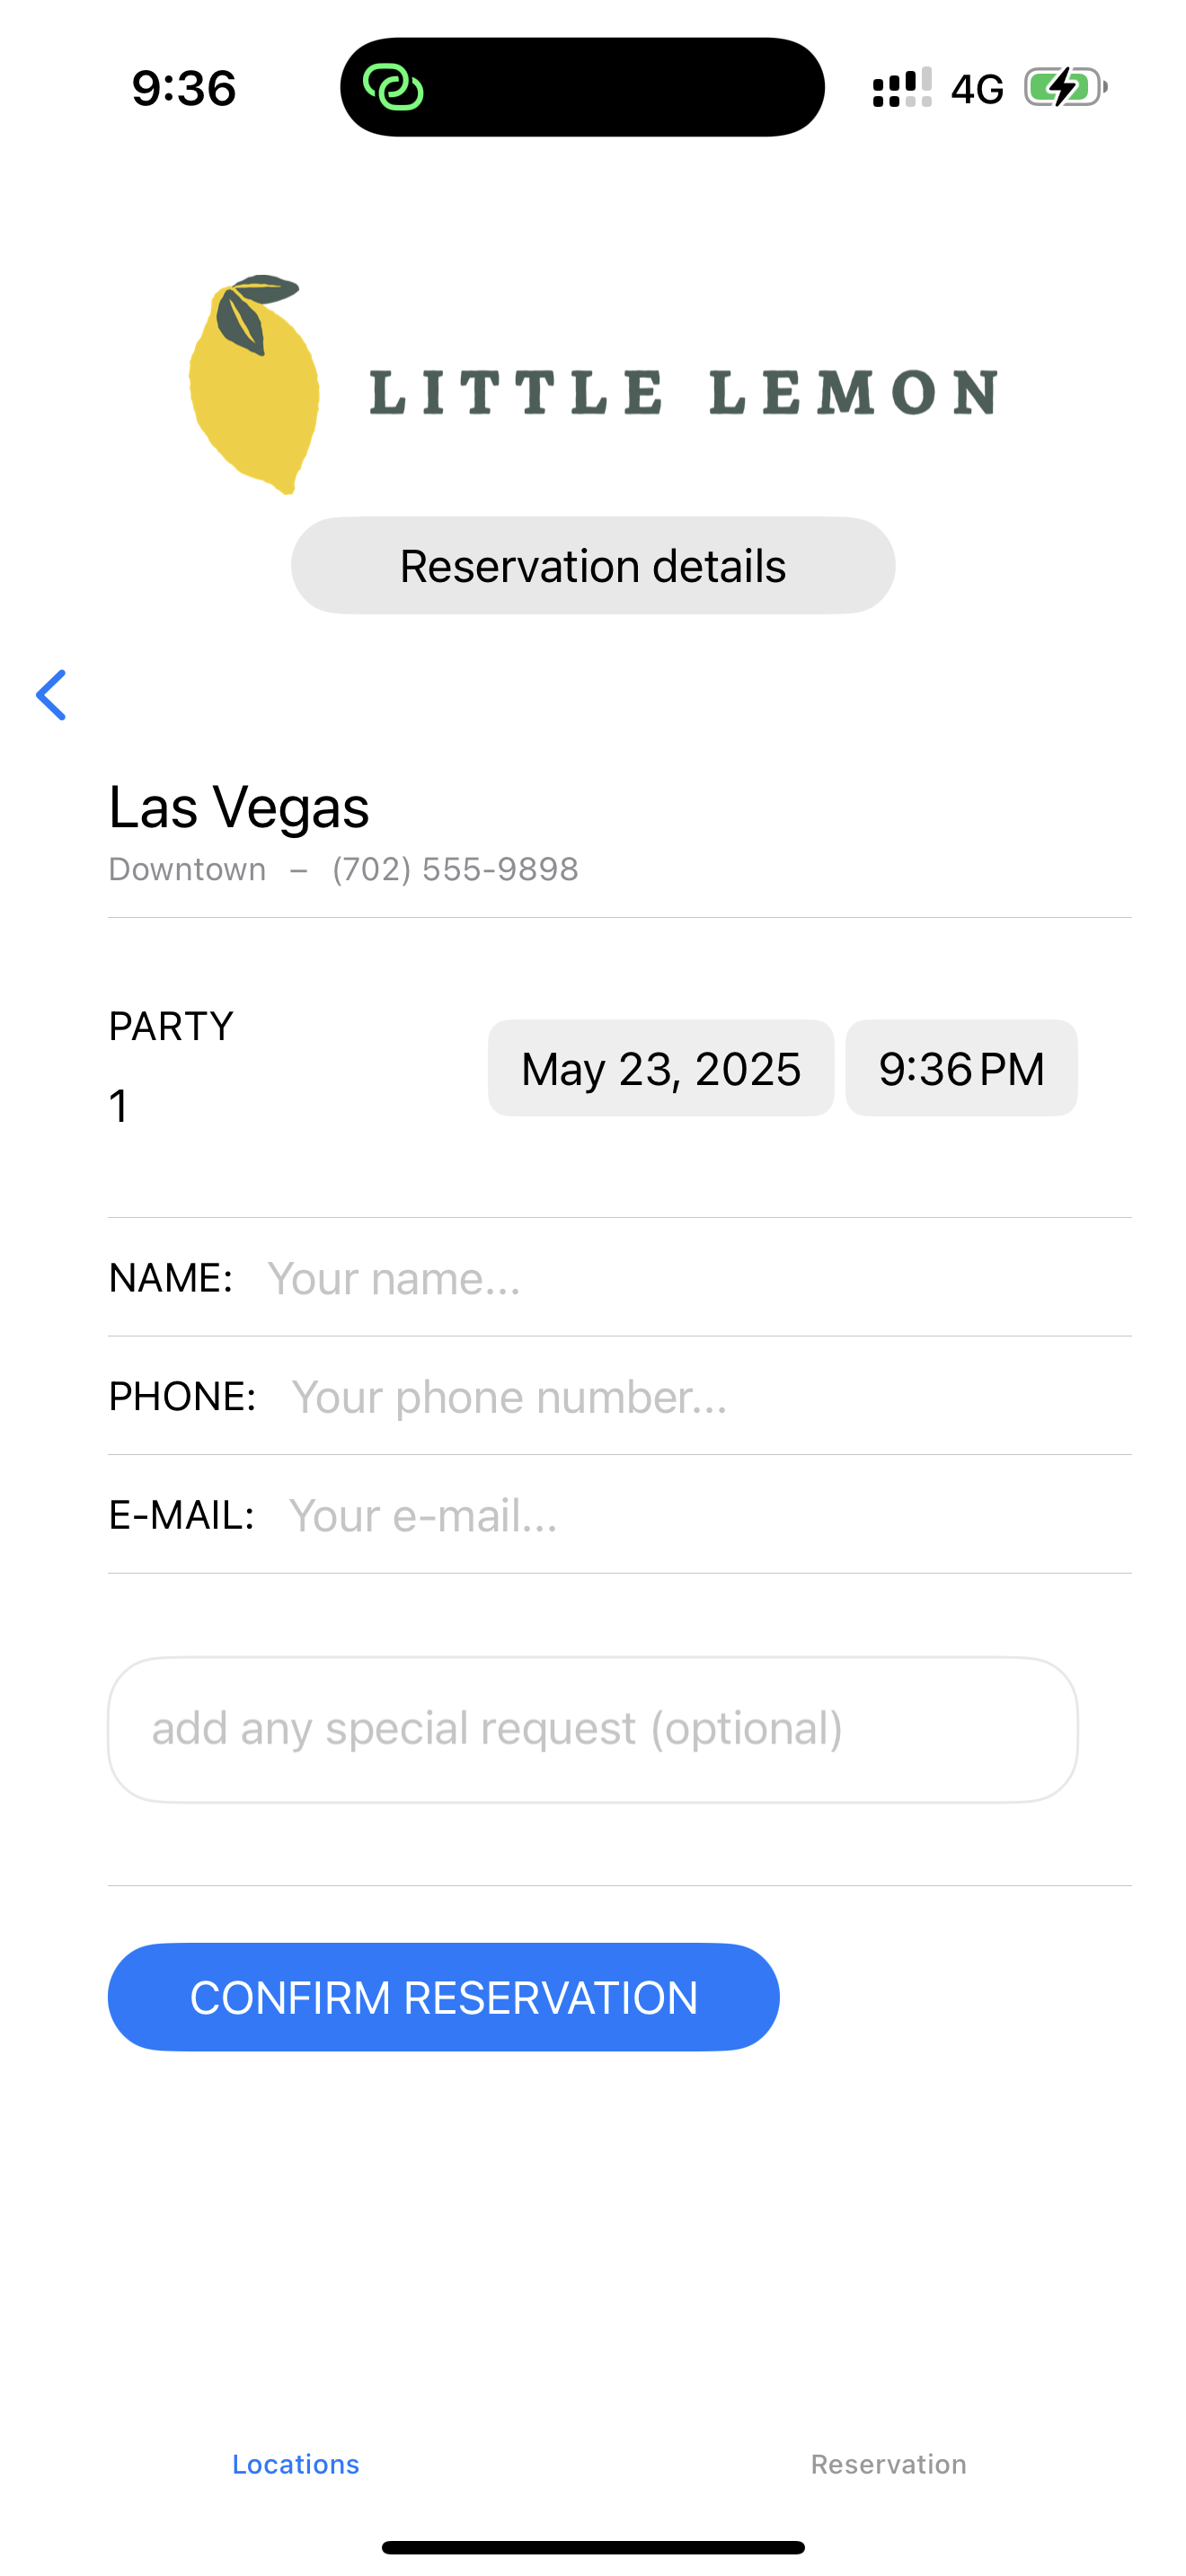 9:36
4G
LITTLE LEMON
Reservation details
Las Vegas
Downtown – (702) 555-9898
PARTY
1
May 23, 2025 9:36 PM
NAME: Your name...
PHONE: Your phone number...
E-MAIL: Your e-mail...
add any special request (optional)
CONFIRM RESERVATION
Locations
Reservation